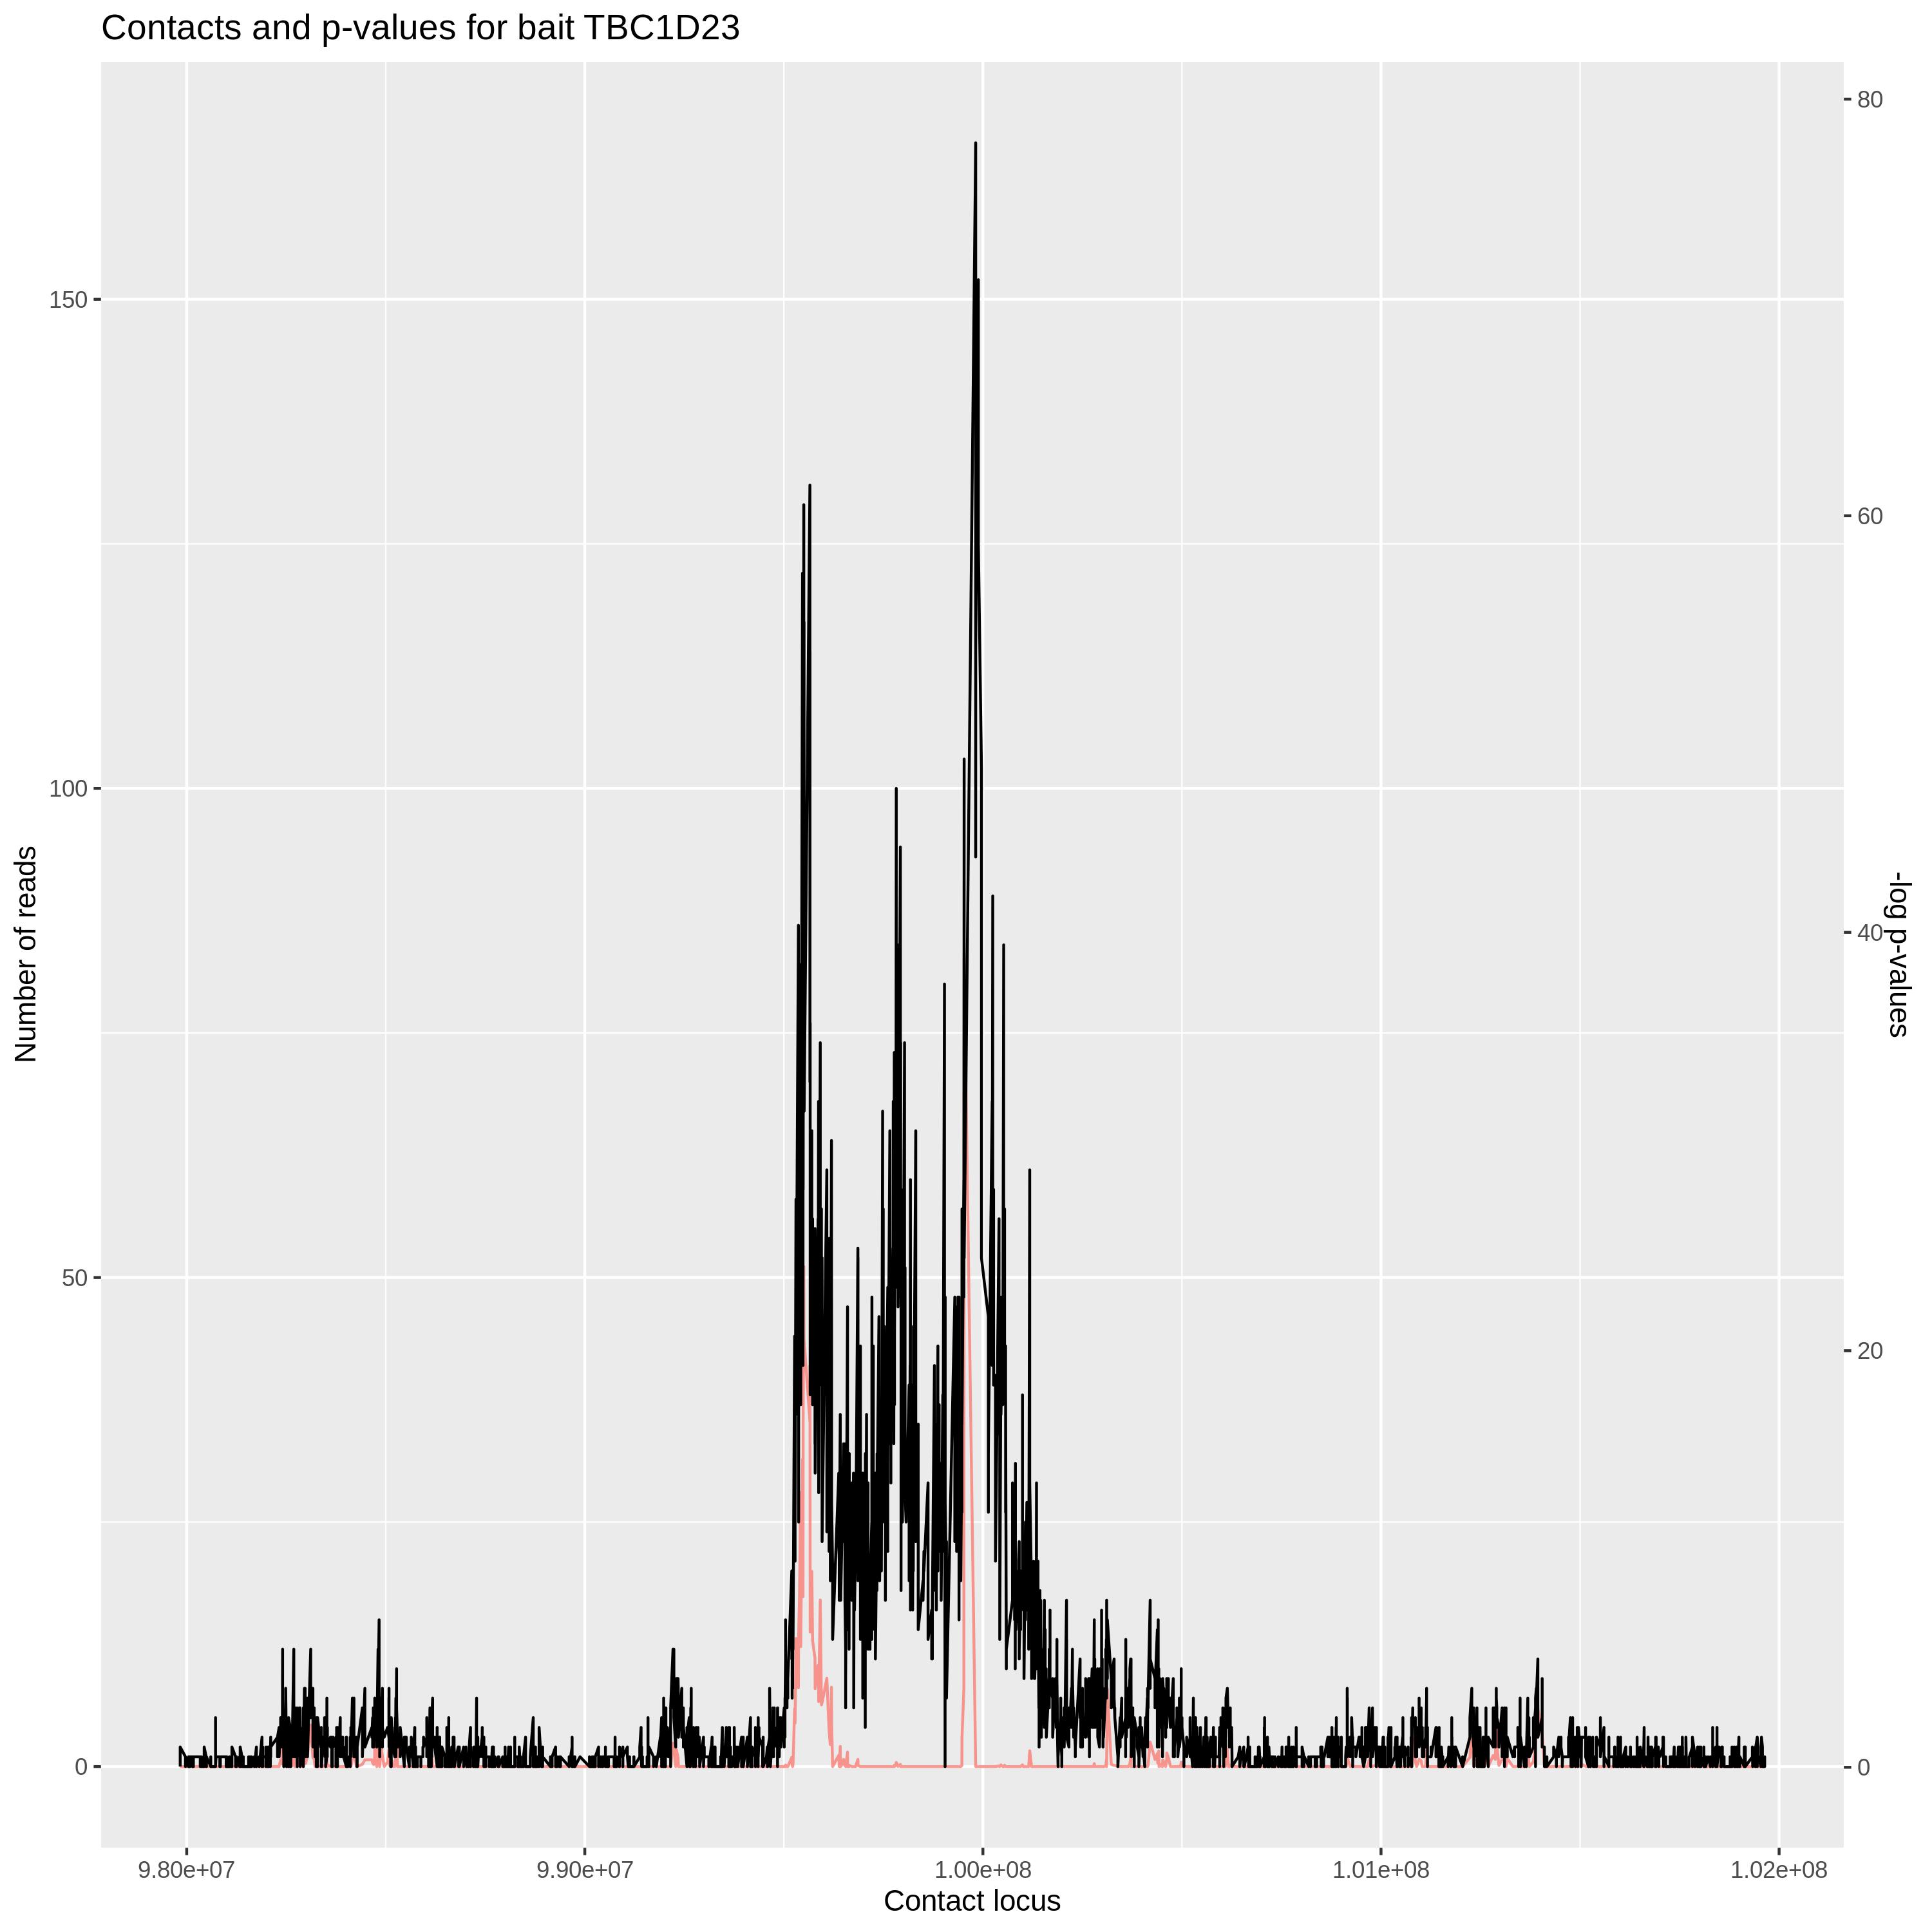 Contacts and p-values for bait TBC1D23
80
150
60
100
40
50
20
0
0
Number of reads
-log p-values
9.80e+07 9.90e+07 1.00e+08 1.01e+08 1.02e+08
Contact locus